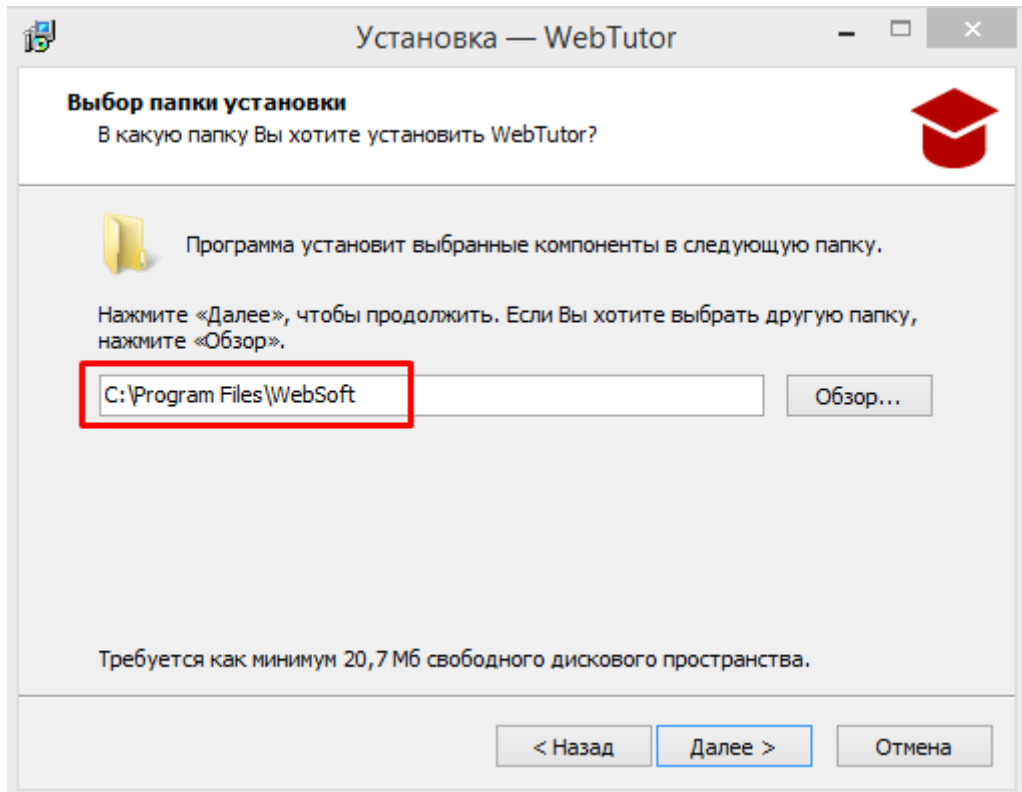 Установка — WebTutor
Выбор папки установки
В какую папку Вы хотите установить WebTutor?
Программа установит выбранные компоненты в следующую папку.
Нажмите «Далее», чтобы продолжить. Если Вы хотите выбрать другую папку,
нажмите «Обзор».
C:\Program Files\WebSoft
Обзор...
Требуется как минимум 20,7 Мб свободного дискового пространства.
< Назад
Далее >
Отмена